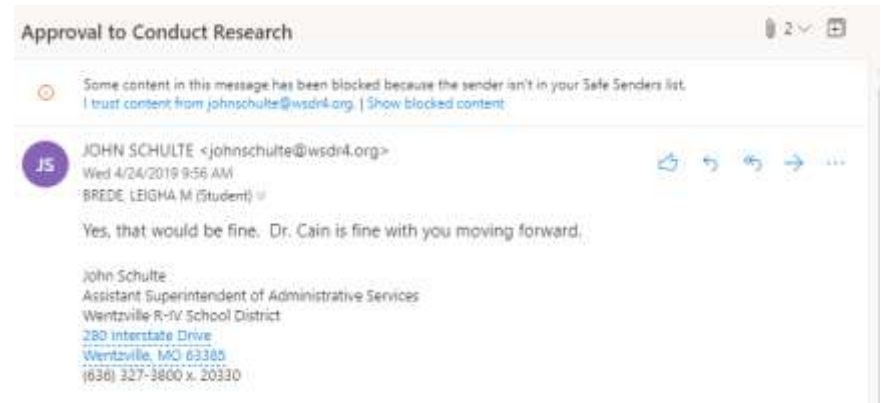 Approval to Conduct Research
2
Some content in this message has been blocked because the sender isn't in your Safe Senders list.
I trust content from johnschulte@wsdr4.org. | Show blocked content
JS
JOHN SCHULTE <johnschulte@wsdr4.org>
Wed 4/24/2019 9:56 AM
BREDE, LEIGHA M (Student)
Yes, that would be fine. Dr. Cain is fine with you moving forward.
John Schulte
Assistant Superintendent of Administrative Services
Wentzville R-IV School District
280 Interstate Drive
Wentzville, MO 63385
(636) 327-3800 x. 20330